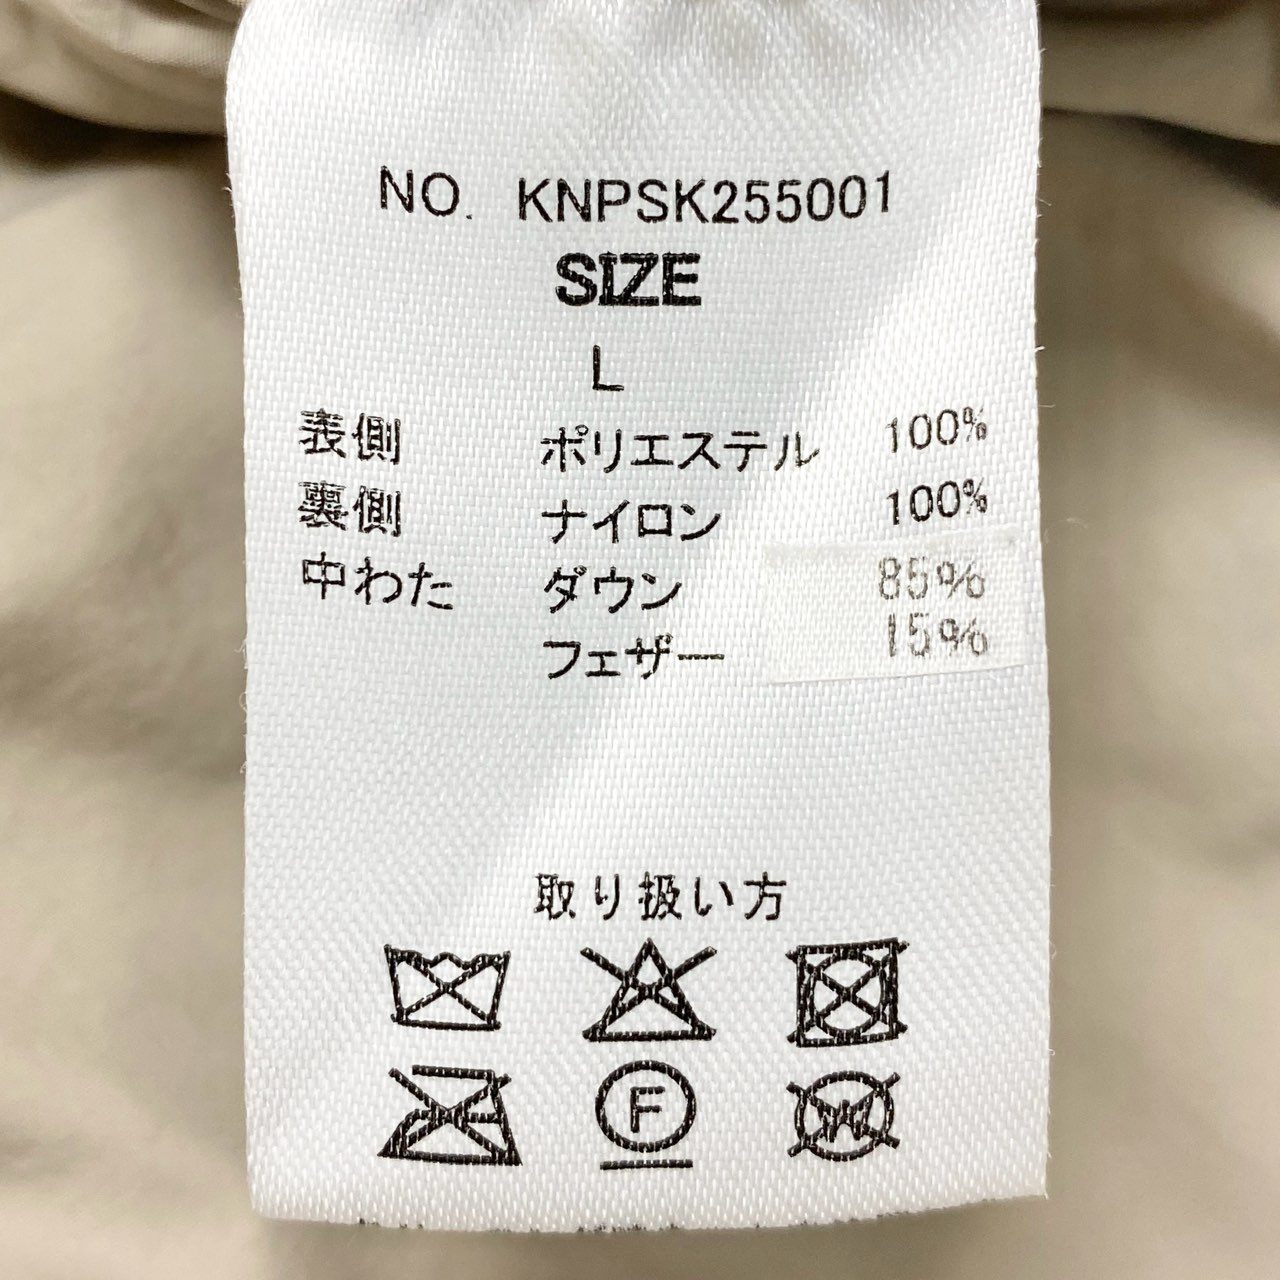 NO. KNPSK255001
SIZE
L
表側 ポリエステル 100%
裏側 ナイロン 100%
中わた ダウン 85%
フェザー 15%
取り扱い方
F
W